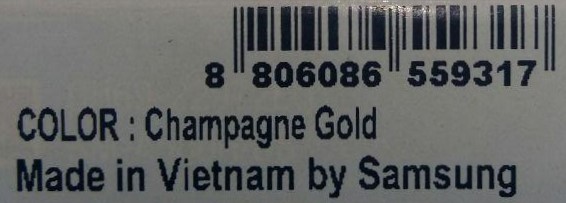 8 806086 559317
COLOR : Champagne Gold
Made in Vietnam by Samsung